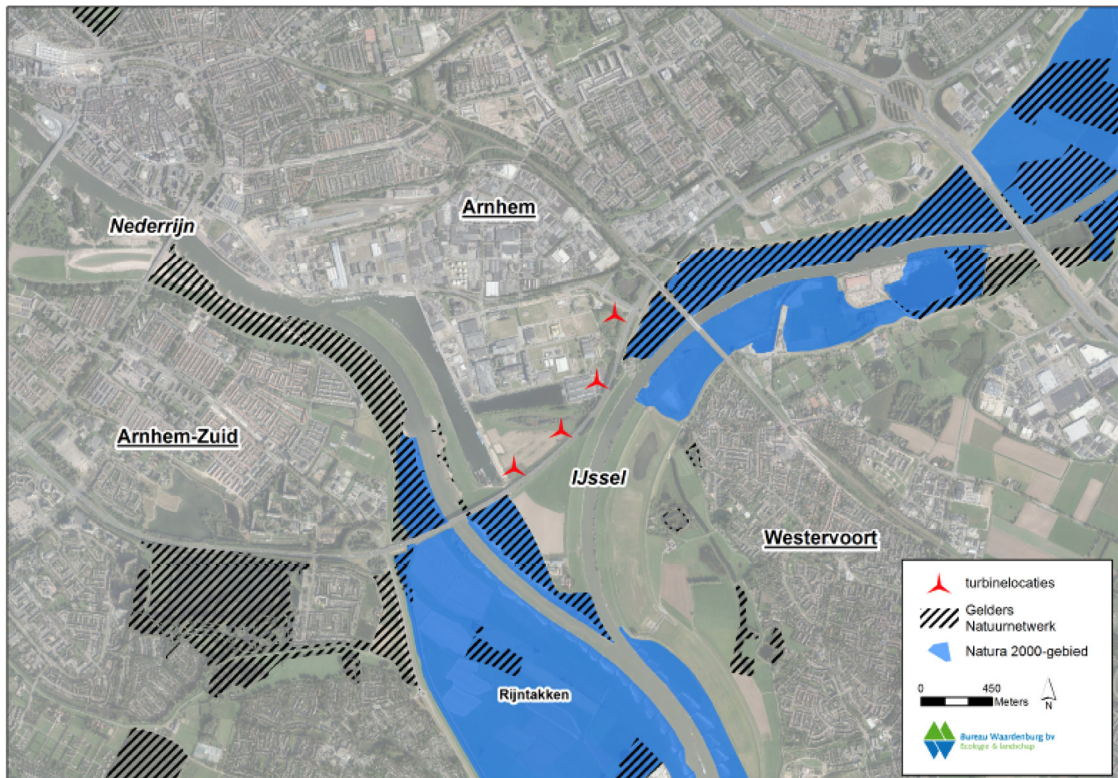 Nederrijn
Arnhem
Arnhem-Zuid
IJssel
Westervoort
Rijntakken
turbinelocaties
Gelders
Natuurnetwerk
Natura 2000-gebied
0 450
Meters
N
Bureau Waardenburg bv
Ecologie & landschap